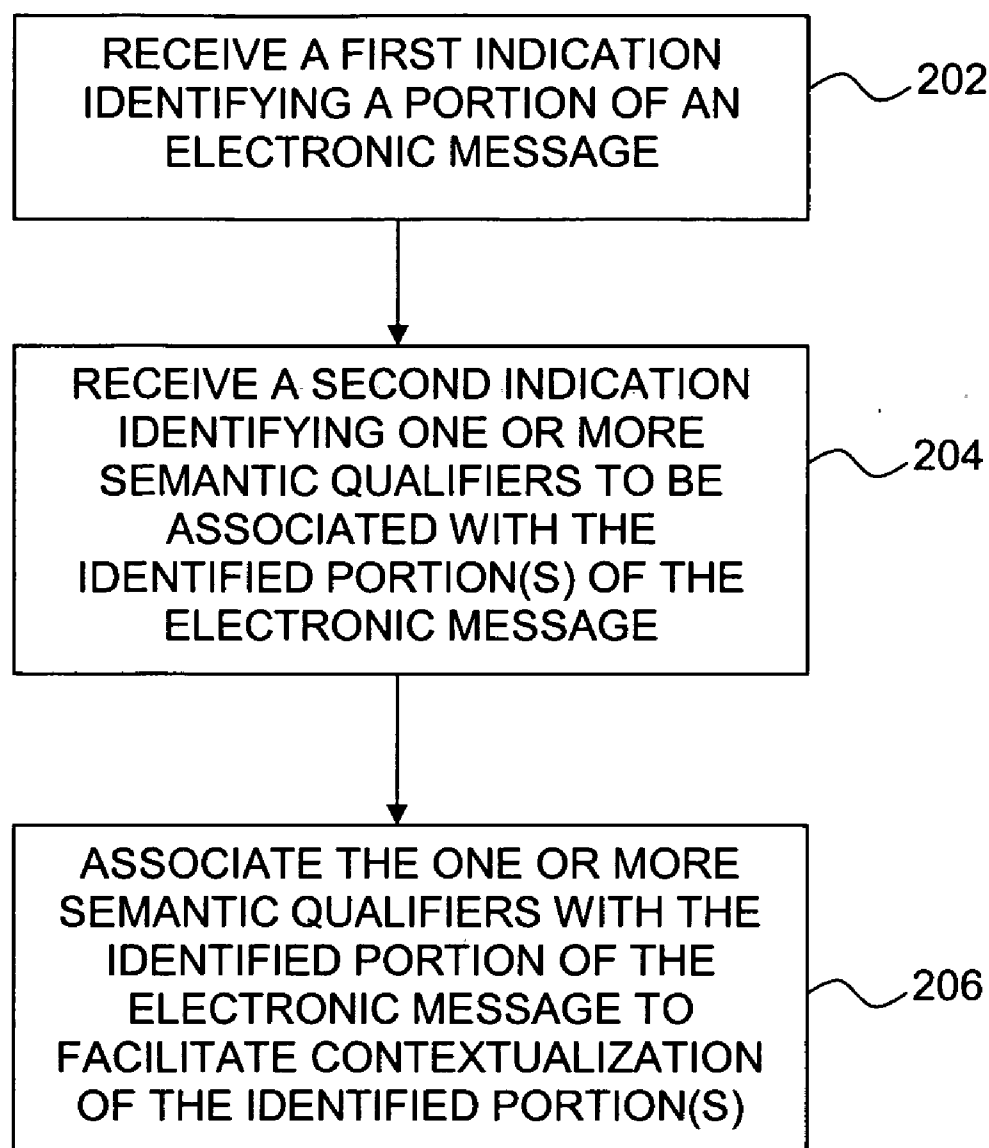 RECEIVE A FIRST INDICATION
IDENTIFYING A PORTION OF AN
ELECTRONIC MESSAGE
202
RECEIVE A SECOND INDICATION
IDENTIFYING ONE OR MORE
SEMANTIC QUALIFIERS TO BE
ASSOCIATED WITH THE
IDENTIFIED PORTION(S) OF THE
ELECTRONIC MESSAGE
204
ASSOCIATE THE ONE OR MORE
SEMANTIC QUALIFIERS WITH THE
IDENTIFIED PORTION OF THE
ELECTRONIC MESSAGE TO
FACILITATE CONTEXTUALIZATION
OF THE IDENTIFIED PORTION(S)
206